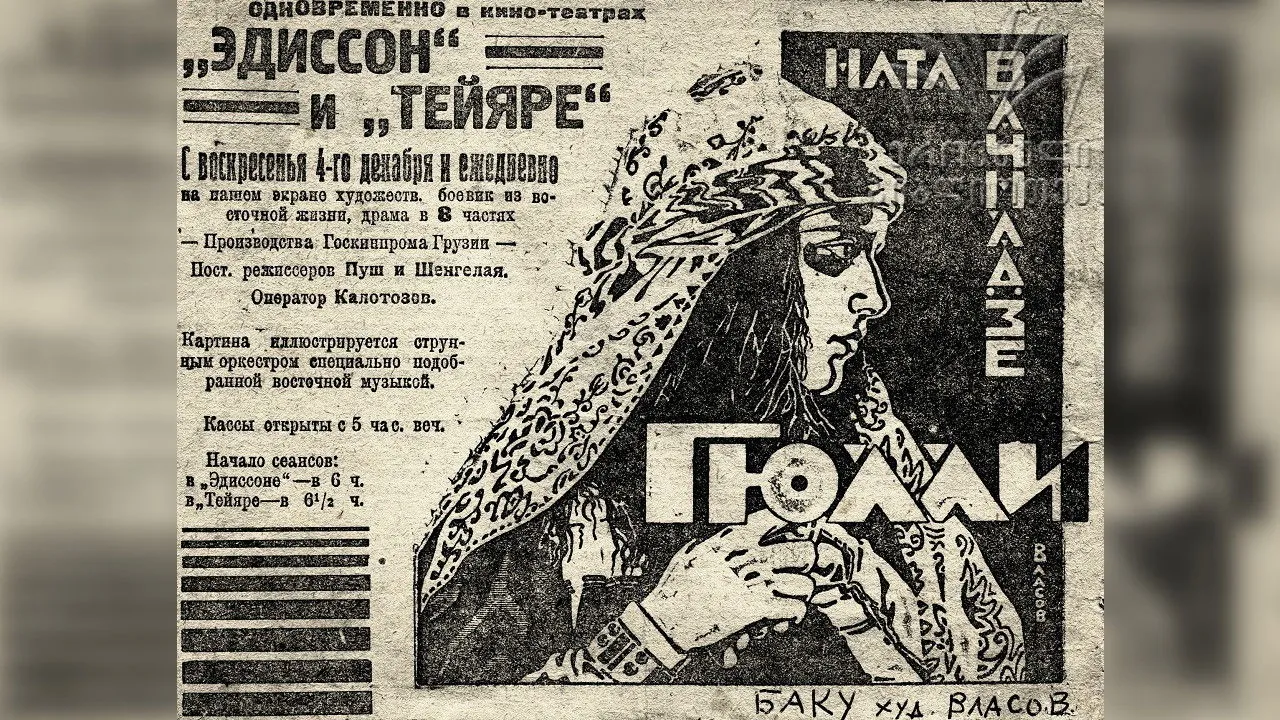 ОДНОВРЕМЕННО в кино-театрах
„ЭДИССОН“
и „ТЕЙЯРЕ“
С воскресенья 4-го декабря и ежедневно
на нашем экране художеств. боевик из во-
сточной жизни, драма в 8 частях
— Производства Госкинпрома Грузии —
Пост. режиссеров Пуш и Шенгелая.
Оператор Калотозов.
Картина иллюстрируется струн-
ным оркестром специально подоб-
ранной восточной музыкой.
Кассы открыты с 5 час. веч.
Начало сеансов:
в „Эдиссоне“—в 6 ч.
в „Тейяре—в 6½ ч.
НАТА ВАЧНАДЗЕ
ГЮЛЛИ
ВЛАСОВ
БАКУ худ. ВЛАСОВ.